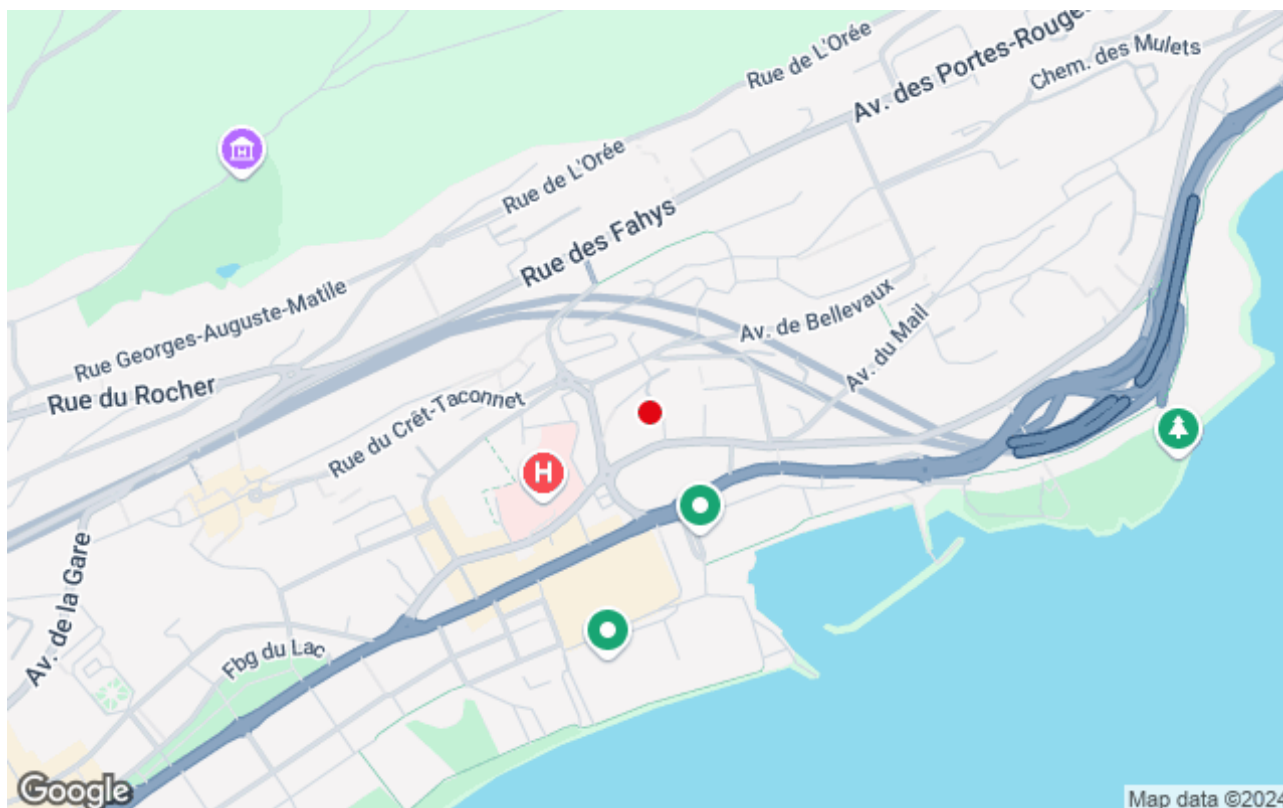 Rue de L'Orée
Av. des Portes-Rouge
Chem. des Mulets
Rue de L'Orée
Rue des Fahys
Rue Georges-Auguste-Matile
Av. de Bellevaux
Av. du Mail
Rue du Rocher
Rue du Crêt-Taconnet
H
Av. de la Gare
Fbg du Lac
Google
Map data ©2024